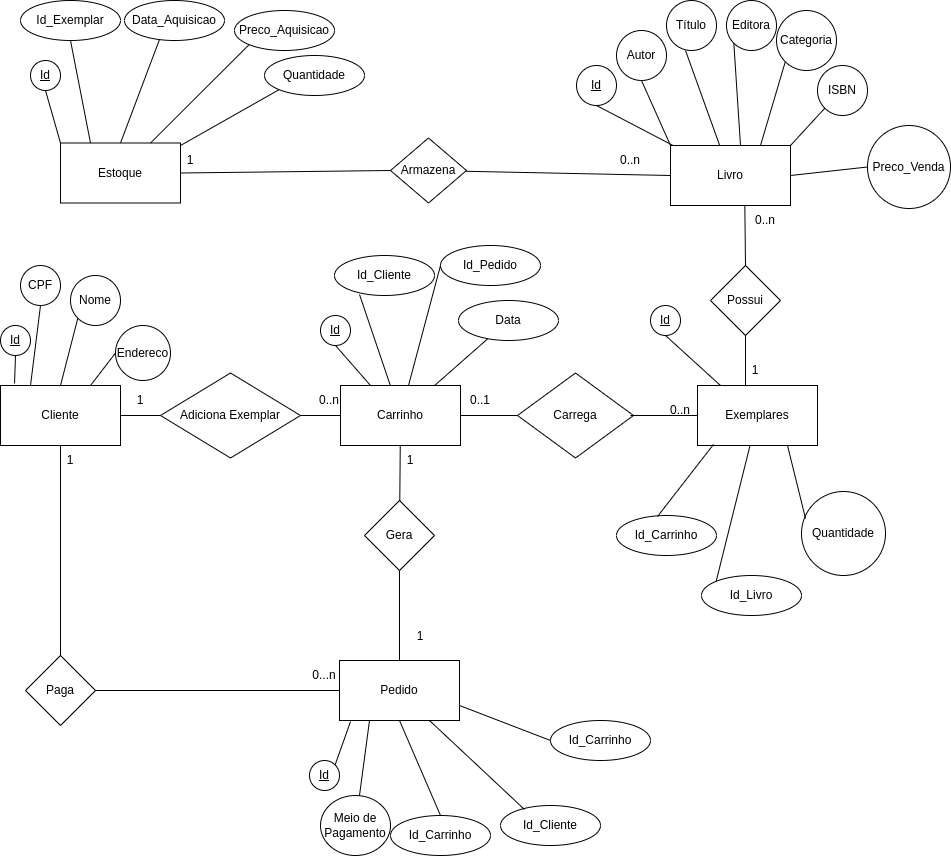 Id_Exemplar
Data_Aquisicao
Preco_Aquisicao
Id
Quantidade
Estoque
1
Armazena
0..n
Id
Autor
Título
Editora
Categoria
ISBN
Livro
Preco_Venda
0..n
Possui
1
CPF
Nome
Id
Endereco
Cliente
1
Adiciona Exemplar
0..n
Id_Cliente
Id_Pedido
Id
Data
Carrinho
0..1
Carrega
0..n
Id
Exemplares
Id_Carrinho
Id_Livro
Quantidade
1
1
Gera
1
Paga
0...n
Pedido
Id
Meio de
Pagamento
Id_Carrinho
Id_Cliente
Id_Carrinho